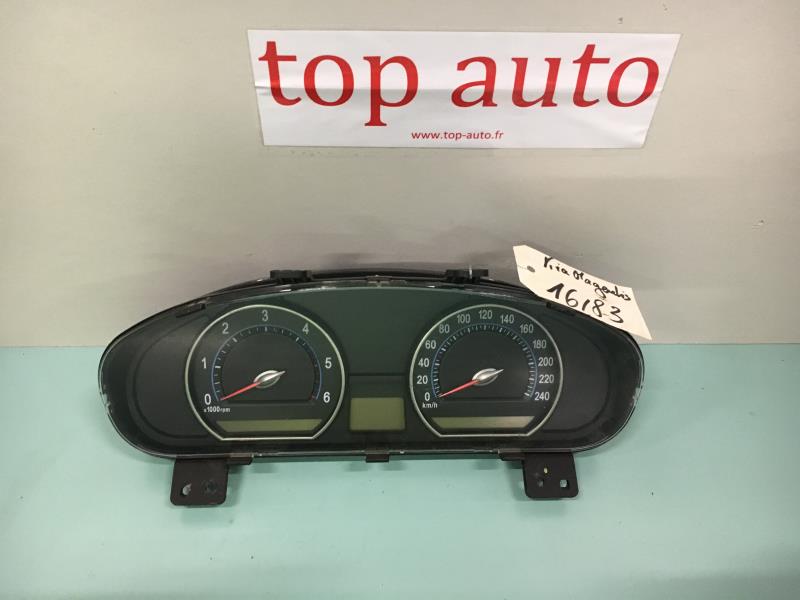 top auto
www.top-auto.fr
Kia Magentis
16183
0 1 2 3 4 5 6
x1000rpm
0 20 40 60 80 100 120 140 160 180 200 220 240
km/h